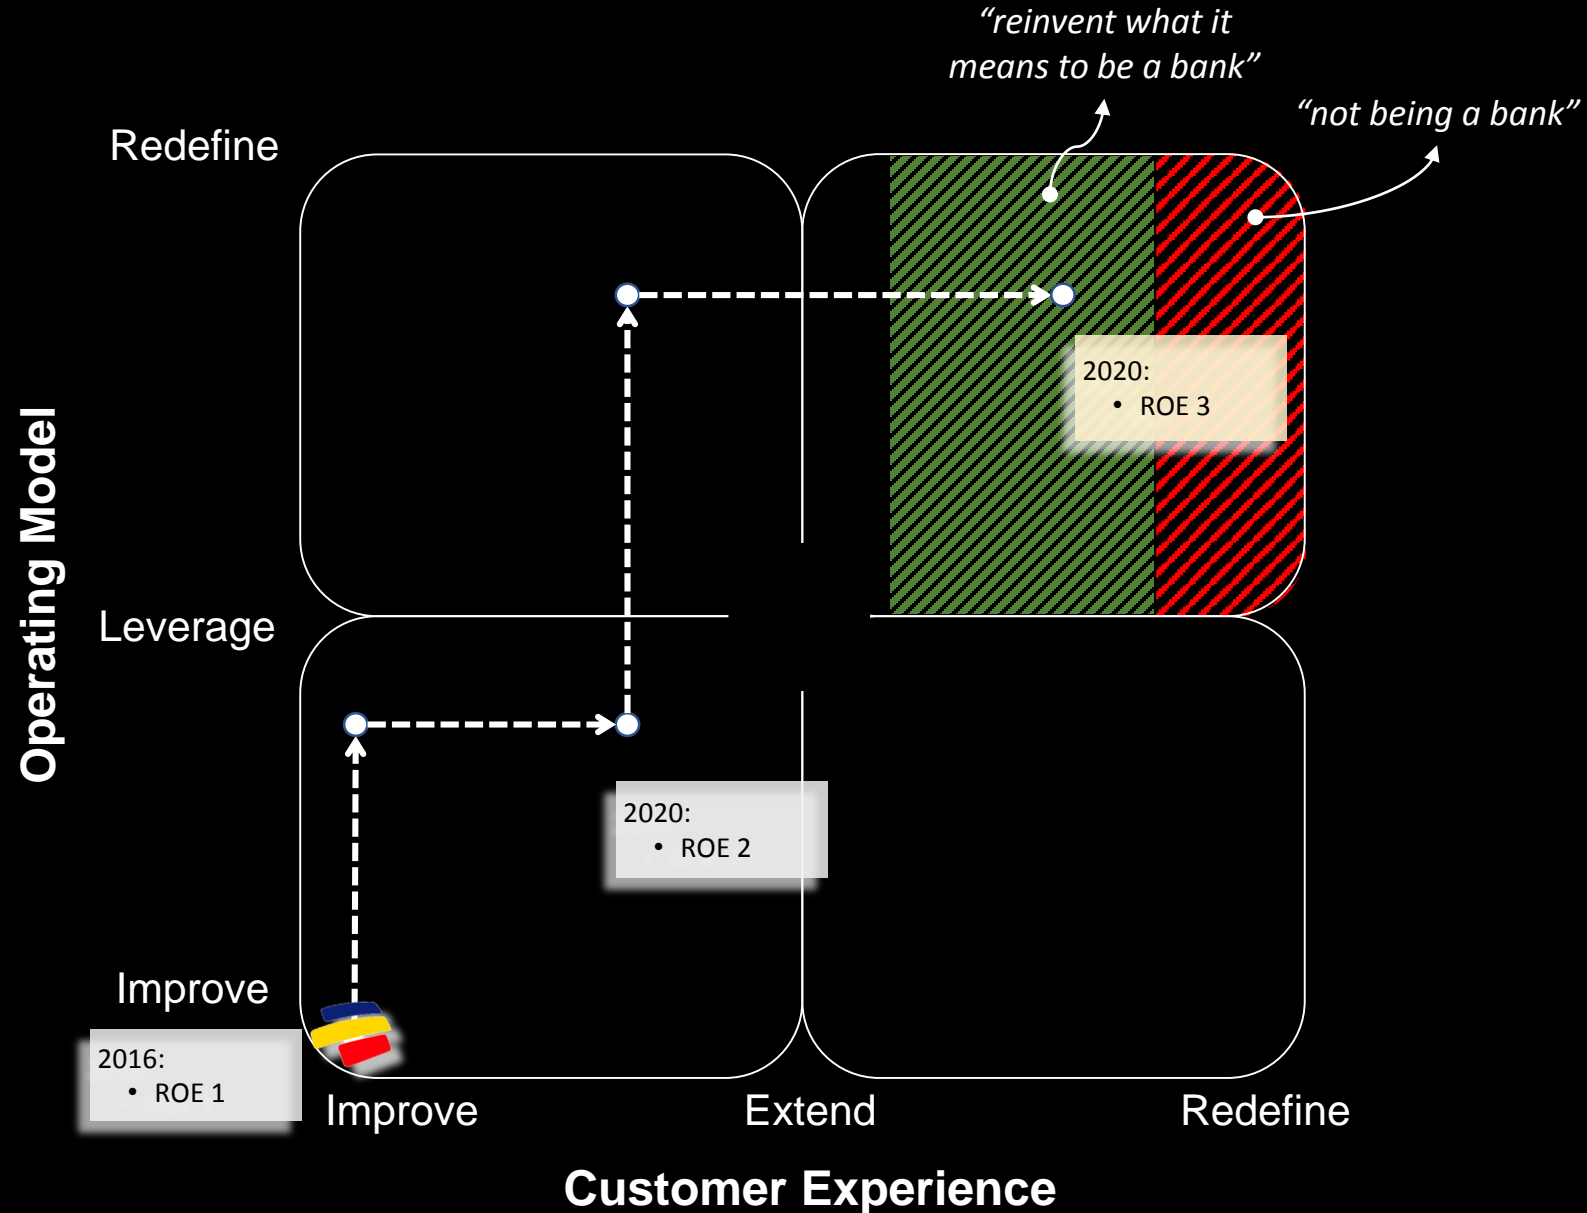 “reinvent what it
means to be a bank”
“not being a bank”
Redefine
2020:
• ROE 3
Operating Model
Leverage
2020:
• ROE 2
Improve
2016:
• ROE 1
Improve
Extend
Redefine
Customer Experience